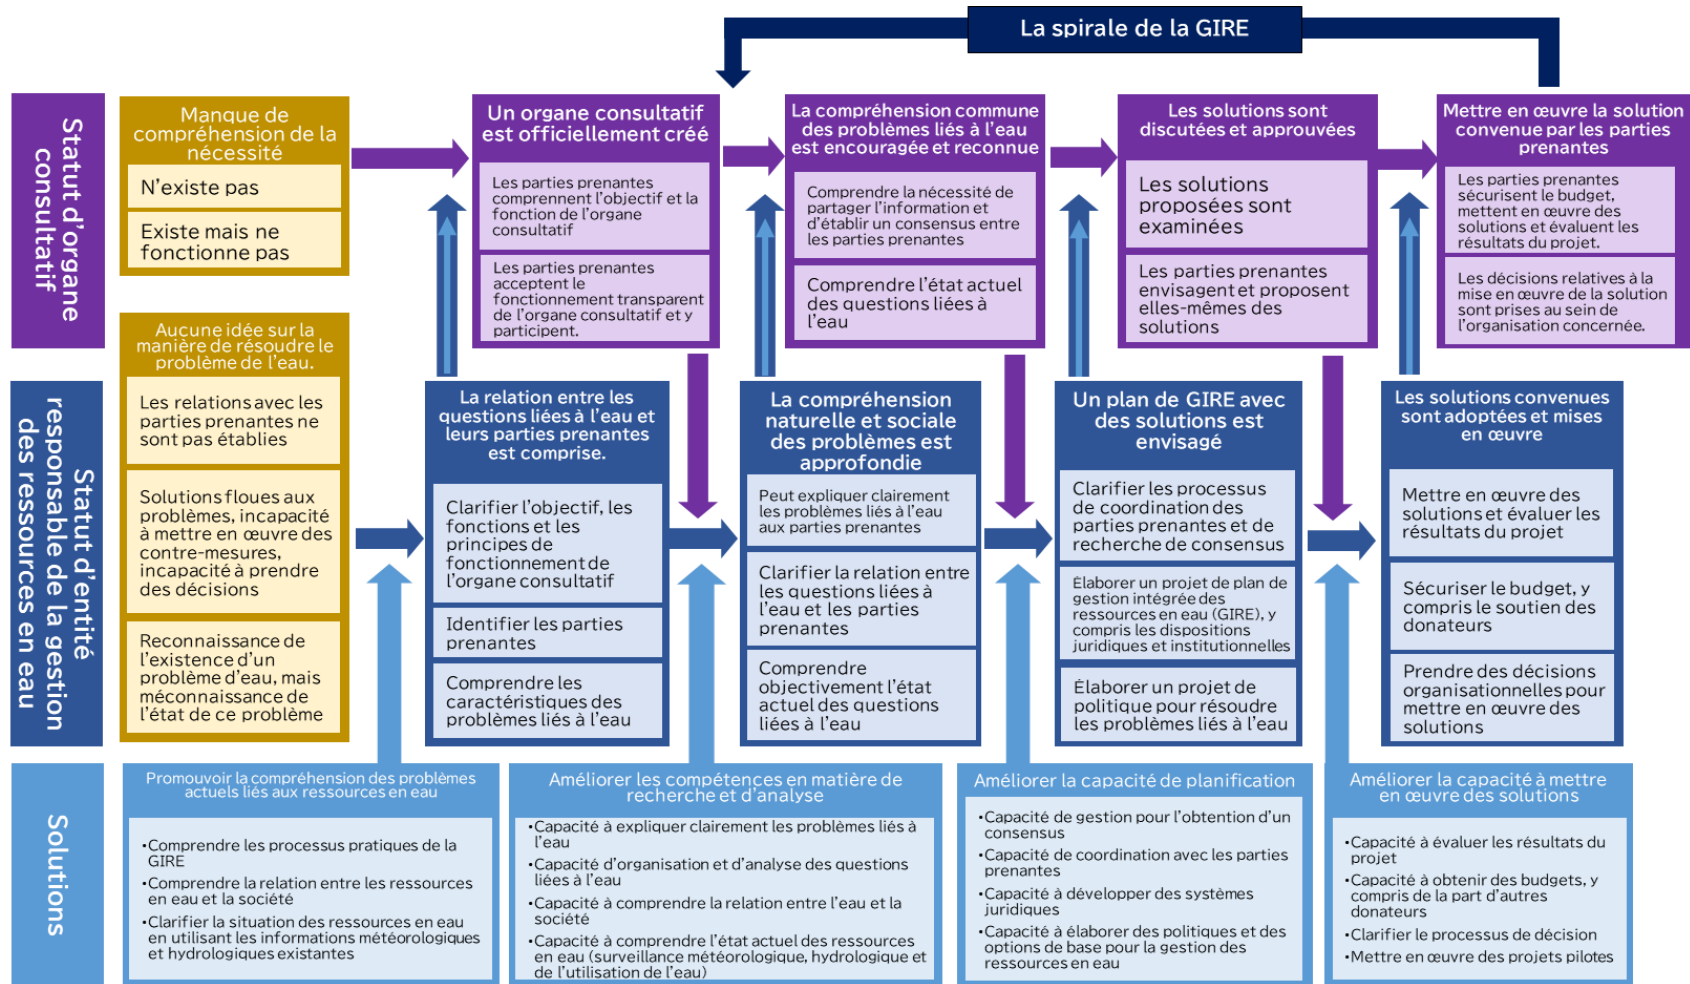 La spirale de la GIRE
Statut d'organe
consultatif
Manque de
compréhension de la
nécessité
N'existe pas
Existe mais ne
fonctionne pas
Un organe consultatif
est officiellement créé
Les parties prenantes
comprennent l'objectif et la
fonction de l'organe
consultatif
Les parties prenantes
acceptent le
fonctionnement transparent
de l'organe consultatif et y
participent.
La compréhension commune
des problèmes liés à l'eau
est encouragée et reconnue
Comprendre la nécessité de
partager l'information et
d'établir un consensus entre
les parties prenantes
Comprendre l'état actuel
des questions liées à
l'eau
Les solutions sont
discutées et approuvées
Les solutions
proposées sont
examinées
Les parties prenantes
envisagent et proposent
elles-mêmes des
solutions
Mettre en œuvre la solution
convenue par les parties
prenantes
Les parties prenantes
sécurisent le budget,
mettent en œuvre des
solutions et évaluent les
résultats du projet.
Les décisions relatives à la
mise en œuvre de la solution
sont prises au sein de
l'organisation concernée.
Statut d'entité
responsable de la gestion
des ressources en eau
Aucune idée sur la
manière de résoudre le
problème de l'eau.
Les relations avec les
parties prenantes ne
sont pas établies
Solutions floues aux
problèmes, incapacité
à mettre en œuvre des
contre-mesures,
incapacité à prendre
des décisions
Reconnaissance de
l'existence d'un
problème d'eau, mais
méconnaissance de
l'état de ce problème
La relation entre les
questions liées à l'eau et
leurs parties prenantes
est comprise.
Clarifier l'objectif, les
fonctions et les
principes de
fonctionnement de
l'organe consultatif
Identifier les parties
prenantes
Comprendre les
caractéristiques des
problèmes liés à l'eau
La compréhension
naturelle et sociale
des problèmes est
approfondie
Peut expliquer clairement
les problèmes liés à l'eau
aux parties prenantes
Clarifier la relation entre
les questions liées à
l'eau et les parties
prenantes
Comprendre
objectivement l'état
actuel des questions
liées à l'eau
Un plan de GIRE avec
des solutions est
envisagé
Clarifier les processus
de coordination des
parties prenantes et de
recherche de consensus
Élaborer un projet de plan de
gestion intégrée des
ressources en eau (GIRE), y
compris les dispositions
juridiques et institutionnelles
Élaborer un projet de
politique pour résoudre
les problèmes liés à l'eau
Les solutions convenues
sont adoptées et mises
en œuvre
Mettre en œuvre des
solutions et évaluer les
résultats du projet
Sécuriser le budget, y
compris le soutien des
donateurs
Prendre des décisions
organisationnelles pour
mettre en œuvre des
solutions
Solutions
Promouvoir la compréhension des problèmes
actuels liés aux ressources en eau
•Comprendre les processus pratiques de la
GIRE
•Comprendre la relation entre les ressources
en eau et la société
•Clarifier la situation des ressources en eau
en utilisant les informations météorologiques
et hydrologiques existantes
Améliorer les compétences en matière de
recherche et d'analyse
•Capacité à expliquer clairement les problèmes liés à
l'eau
•Capacité d'organisation et d'analyse des questions
liées à l'eau
•Capacité à comprendre la relation entre l'eau et la
société
•Capacité à comprendre l'état actuel des ressources
en eau (surveillance météorologique, hydrologique et
de l'utilisation de l'eau)
Améliorer la capacité de planification
•Capacité de gestion pour l'obtention d'un
consensus
•Capacité de coordination avec les parties
prenantes
•Capacité à développer des systèmes
juridiques
•Capacité à élaborer des politiques et des
options de base pour la gestion des
ressources en eau
Améliorer la capacité à mettre
en œuvre des solutions
•Capacité à évaluer les résultats du
projet
•Capacité à obtenir des budgets, y
compris de la part d'autres
donateurs
•Clarifier le processus de décision
•Mettre en œuvre des projets pilotes